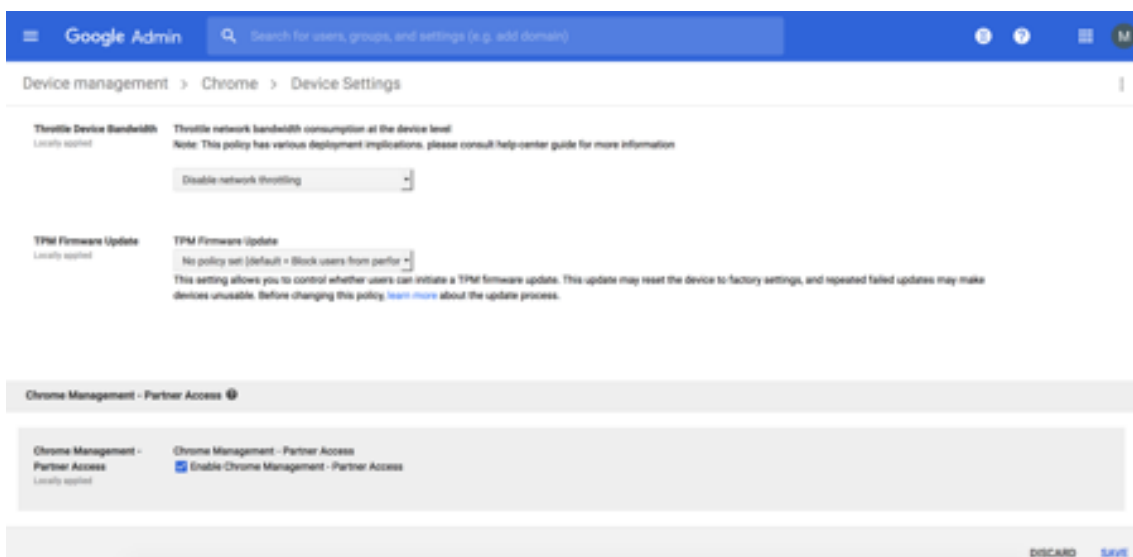 Google Admin
Search for users, groups, and settings (e.g. add domain)
M
Device management > Chrome > Device Settings
Throttle Device Bandwidth
Locally applied
Throttle network bandwidth consumption at the device level
Note: This policy has various deployment implications, please consult help-center guide for more information
Disable network throttling
TPM Firmware Update
Locally applied
TPM Firmware Update
No policy set (default = Block users from perfor
This setting allows you to control whether users can initiate a TPM firmware update. This update may reset the device to factory settings, and repeated failed updates may make
devices unusable. Before changing this policy, learn more about the update process.
Chrome Management - Partner Access
Chrome Management -
Partner Access
Locally applied
Chrome Management - Partner Access
Enable Chrome Management - Partner Access
DISCARD
SAVE